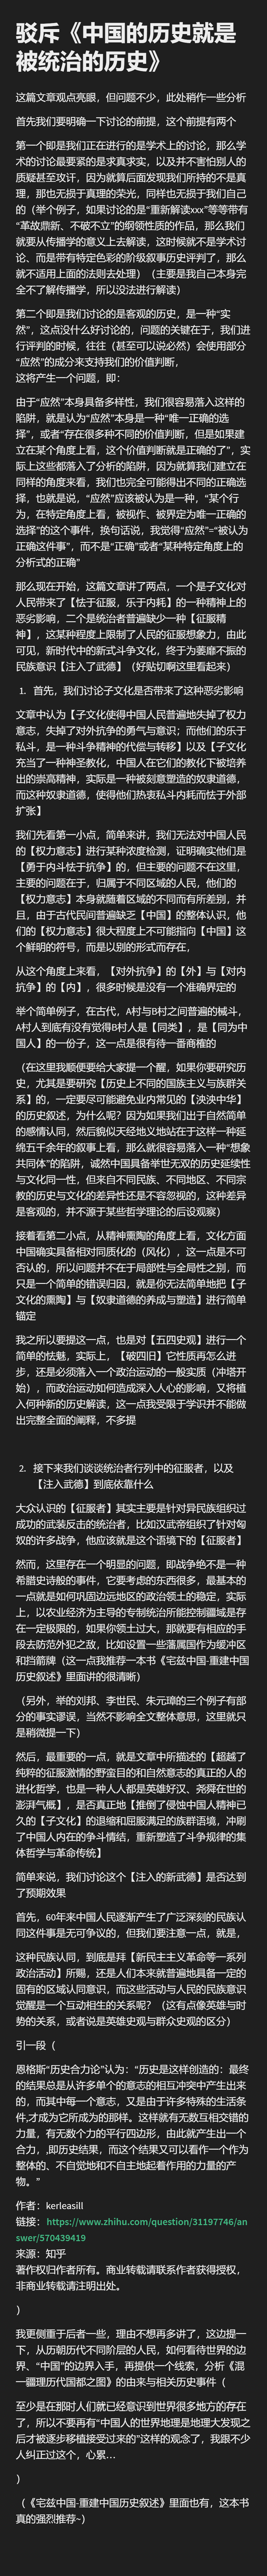 驳斥《中国的历史就是
被统治的历史》
这篇文章观点亮眼，但问题不少，此处稍作一些分析
首先我们要明确一下讨论的前提，这个前提有两个
第一个即是我们正在进行的是学术上的讨论，那么学
术的讨论最要紧的是求真求实，以及并不害怕别人的
质疑甚至攻讦，因为就算后面发现我们所持的不是真
理，那也无损于真理的荣光，同样也无损于我们自己
的（举个例子，如果讨论的是“重新解读xxx”等等带有
“革故鼎新、不破不立”的纲领性质的作品，那么我们
就要从传播学的意义上去解读，这时候就不是学术讨
论、而是带有特定色彩的阶级叙事历史评判了，那么
就不适用上面的法则去处理）（主要是我自己本身完
全不了解传播学，所以没法进行解读）
第二个即是我们讨论的是客观的历史，是一种“实
然”，这点没什么好讨论的，问题的关键在于，我们进
行评判的时候，往往（甚至可以说必然）会使用部分
“应然”的成分来支持我们的价值判断，
这将产生一个问题，即：
由于“应然”本身具备多样性，我们很容易落入这样的
陷阱，就是认为“应然”本身是一种“唯一正确的选
择”，或者“存在很多种不同的价值判断，但是如果建
立在某个角度上看，这个价值判断就是正确的了”，实
际上这些都落入了分析的陷阱，因为就算我们建立在
同样的角度来看，我们也完全可能得出不同的正确选
择，也就是说，“应然”应该被认为是一种，“某个行
为，在特定角度上看，被视作、被界定为唯一正确的
选择”的这个事件，换句话说，我觉得“应然”=“被认为
正确这件事”，而不是“正确”或者“某种特定角度上的
分析式的正确”
那么现在开始，这篇文章讲了两点，一个是子文化对
人民带来了【怯于征服，乐于内耗】的一种精神上的
恶劣影响，二个是统治者普遍缺少一种【征服精
神】，这某种程度上限制了人民的征服想象力，由此
可见，新时代中的新式斗争文化，终于为萎靡不振的
民族意识【注入了武德】（好贴切啊这里看起来）
1. 首先，我们讨论子文化是否带来了这种恶劣影响
文章中认为【子文化使得中国人民普遍地失掉了权力
意志，失掉了对外抗争的勇气与意识；而他们的乐于
私斗，是一种斗争精神的代偿与转移】以及【子文化
充当了一种神圣教化，中国人在它们的教化下被培养
出的崇高精神，实际是一种被刻意塑造的奴隶道德，
而这种奴隶道德，使得他们热衷私斗内耗而怯于外部
扩张】
我们先看第一小点，简单来讲，我们无法对中国人民
的【权力意志】进行某种浓度检测，证明确实他们是
【勇于内斗怯于抗争】的，但主要的问题不在这里，
主要的问题在于，归属于不同区域的人民，他们的
【权力意志】本身就随着区域的不同而有所差别，并
且，由于古代民间普遍缺乏【中国】的整体认识，他
们的【权力意志】很大程度上不可能指向【中国】这
个鲜明的符号，而是以别的形式而存在，
从这个角度上来看，【对外抗争】的【外】与【对内
抗争】的【内】，很多时候是没有一个准确界定的
举个简单例子，在古代，A村与B村之间普遍的械斗，
A村人到底有没有觉得B村人是【同类】，是【同为中
国人】的一份子，这一点是很有待一番商榷的
（在这里我顺便要给大家提一个醒，如果你要研究历
史，尤其是要研究【历史上不同的国族主义与族群关
系】的，一定要尽可能避免业内常见的【泱泱中华】
的历史叙述，为什么呢？因为如果我们出于自然简单
的感情认同，然后貌似天经地义地站在于这样一种延
绵五千余年的叙事上看，那么就很容易落入一种“想象
共同体”的陷阱，诚然中国具备举世无双的历史延续性
与文化同一性，但来自不同民族、不同地区、不同宗
教的历史与文化的差异性还是不容忽视的，这种差异
是客观的，并不源于某些哲学理论的后设观察）
接着看第二小点，从精神熏陶的角度上看，文化方面
中国确实具备相对同质化的（风化），这一点是不可
否认的，所以问题并不在于局部性与全局性之别，而
只是一个简单的错误归因，就是你无法简单地把【子
文化的熏陶】与【奴隶道德的养成与塑造】进行简单
锚定
我之所以要提这一点，也是对【五四史观】进行一个
简单的怯魅，实际上，【破四旧】它性质再怎么进
步，还是必须落入一个政治运动的一般实质（冲塔开
始），而政治运动如何造成深入人心的影响，又将植
入何种新的历史解读，这一点我受限于学识并不能做
出完整全面的阐释，不多提
2. 接下来我们谈谈统治者行列中的征服者，以及
【注入武德】到底依靠什么
大众认识的【征服者】其实主要是针对异民族组织过
成功的武装反击的统治者，比如汉武帝组织了针对匈
奴的许多战争，他应该就是这个语境下的【征服者】
然而，这里存在一个明显的问题，即战争绝不是一种
希腊史诗般的事件，它要考虑的东西很多，最基本的
一点就是如何巩固边远地区的政治领土的稳定，实际
上，以农业经济为主导的专制统治所能控制疆域是存
在一定极限的，如果你领土过大，那就要有相应的手
段去防范外犯之敌，比如设置一些藩属国作为缓冲区
和挡箭牌（这一点我推荐一本书《宅兹中国-重建中国
历史叙述》里面讲的很清晰）
（另外，举的刘邦、李世民、朱元璋的三个例子有部
分的事实谬误，当然不影响全文整体意思，这里就只
是稍微提一下）
然后，最重要的一点，就是文章中所描述的【超越了
纯粹的征服激情的野蛮目的和自然意志的真正的人的
进化哲学，也是一种人人都是英雄好汉、尧舜在世的
澎湃气概】，是否真正地【推倒了侵蚀中国人精神已
久的【子文化】的退缩和屈服满足的族群语境，冲刷
了中国人内在的争斗情结，重新塑造了斗争规律的集
体哲学与革命传统】
简单来说，我们讨论这个【注入的新武德】是否达到
了预期效果
首先，60年来中国人民逐渐产生了广泛深刻的民族认
同这件事是无可争议的，但我们要注意一点，就是，
这种民族认同，到底是拜【新民主主义革命等一系列
政治活动】所赐，还是人们本来就普遍地具备一定的
固有的区域认同意识，而这些活动与人民的民族意识
觉醒是一个互动相生的关系呢？（这有点像英雄与时
势的关系，或者说是英雄史观与群众史观的区分）
引一段（
恩格斯“历史合力论”认为：“历史是这样创造的：最终
的结果总是从许多单个的意志的相互冲突中产生出来
的，而其中每一个意志，又是由于许多特殊的生活条
件,才成为它所成为的那样。这样就有无数互相交错的
力量，有无数个力的平行四边形，由此就产生出一个
合力，,即历史结果，而这个结果又可以看作一个作为
整体的、不自觉地和不自主地起着作用的力量的产
物。”
作者：kerleasill
链接：https://www.zhihu.com/question/31197746/an
swer/570439419
来源：知乎
著作权归作者所有。商业转载请联系作者获得授权，
非商业转载请注明出处。
）
我更侧重于后者一些，理由不想再多讲了，这边提一
下，从历朝历代不同阶层的人民，如何看待世界的边
界、“中国”的边界入手，再提供一个线索，分析《混
一疆理历代国都之图》的由来与相关历史事件（
至少是在那时人们就已经意识到世界很多地方的存在
了，所以不要再有“中国人的世界地理是地理大发现之
后才被逐步移植接受过来的”这样的观念了，我跟不少
人纠正过这个，心累...
）
（《宅兹中国-重建中国历史叙述》里面也有，这本书
真的强烈推荐~）